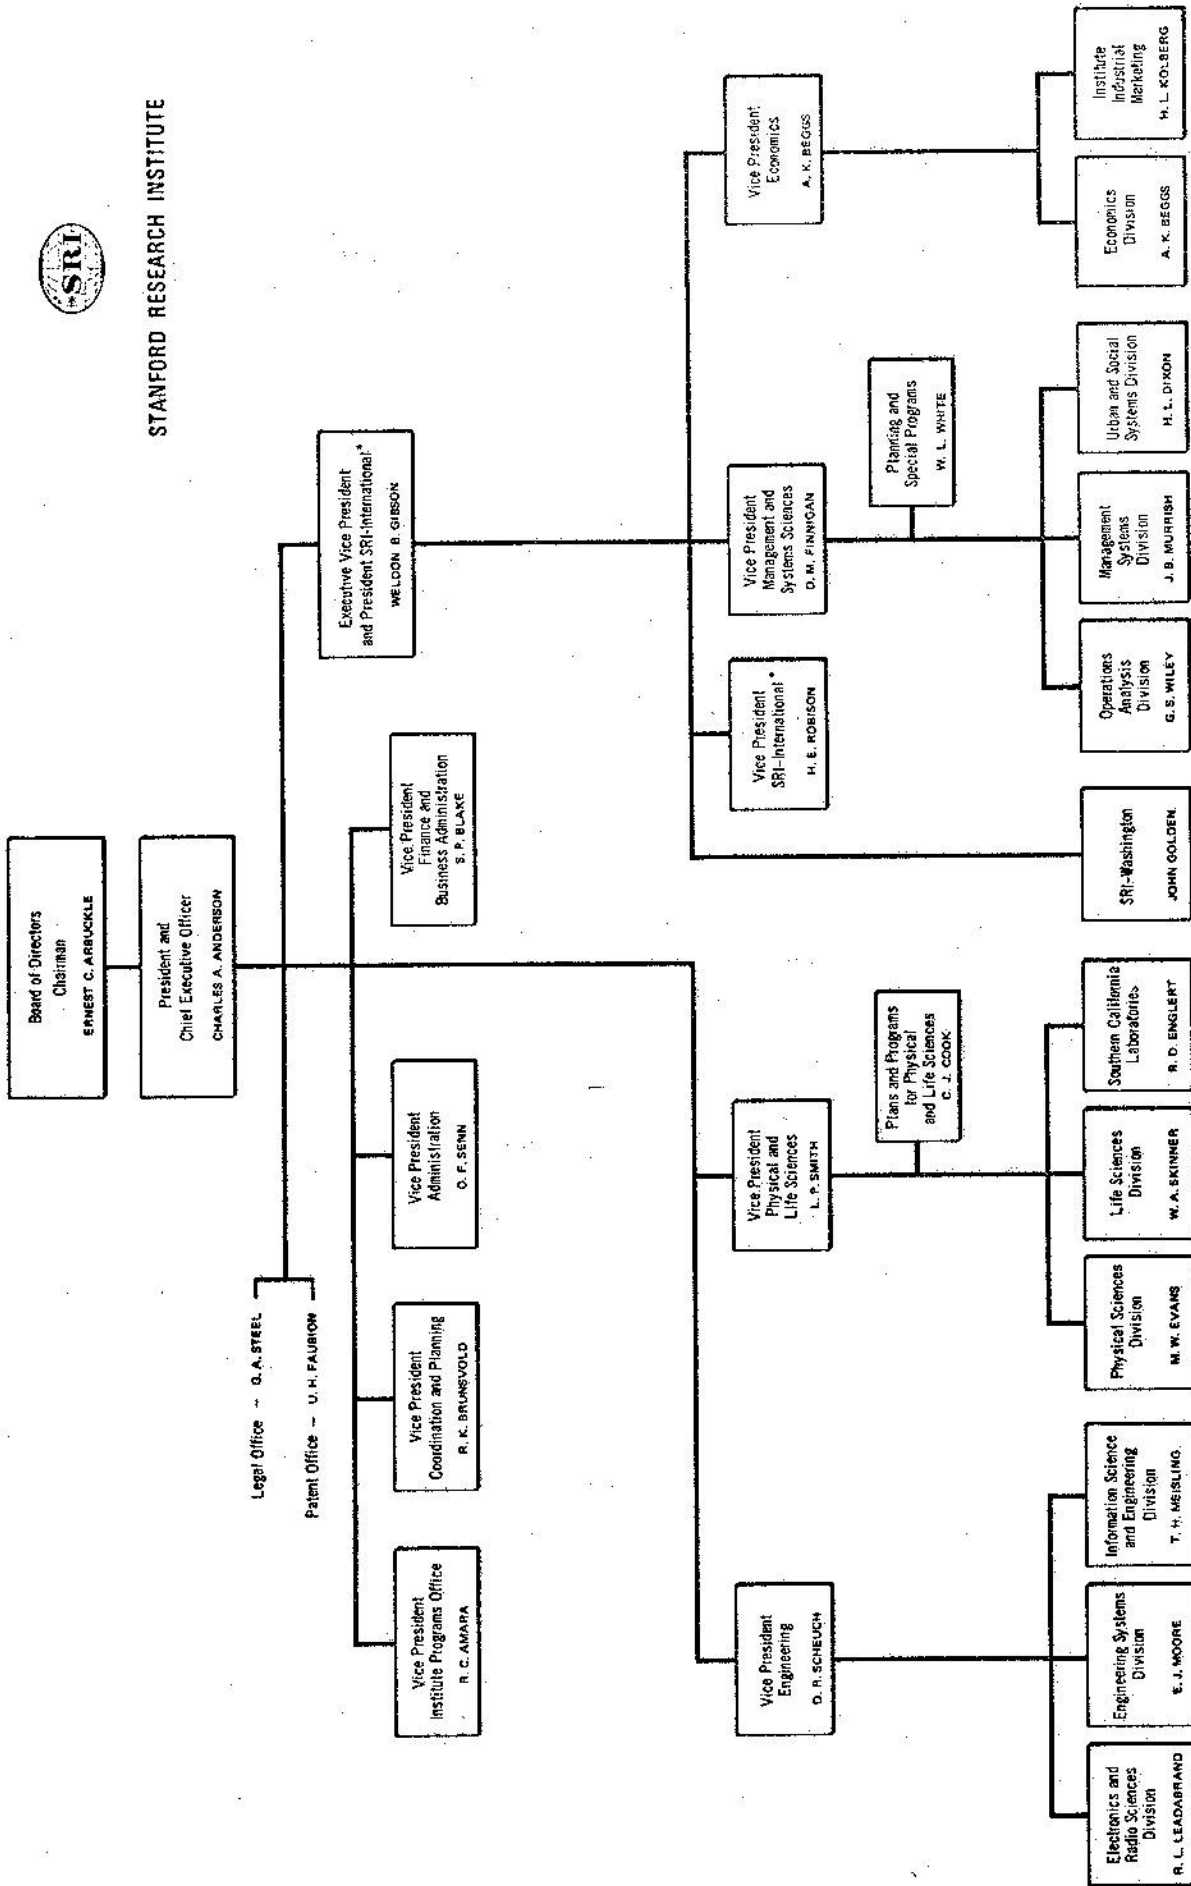 *SRI
STANFORD RESEARCH INSTITUTE
Board of Directors
Chairman
ERNEST C. ARBUCKLE
President and
Chief Executive Officer
CHARLES A. ANDERSON
Legal Office - G. A. STEEL
Patent Office - U. H. FAUBION
Executive Vice President
and President SRI-International*
WELDON B. GIBSON
Vice President
Institute Programs Office
R. C. AMARA
Vice President
Coordination and Planning
R. K. BRUNSVOLD
Vice President
Administration
O. F. SENN
Vice President
Finance and
Business Administration
S. P. BLAKE
Vice President
Engineering
D. R. SCHEUCH
Vice President
Physical and
Life Sciences
L. P. SMITH
Vice President
SRI-International*
H. E. ROBISON
Vice President
Management and
Systems Sciences
D. M. FINNIGAN
Vice President
Economics
A. K. BEGGS
Plans and Programs
for Physical
and Life Sciences
C. J. COOK
Planning and
Special Programs
W. L. WHITE
Electronics and
Radio Sciences
Division
R. L. LEADABRAND
Engineering Systems
Division
E. J. MOORE
Information Science
and Engineering
Division
T. H. MEISLING
Physical Sciences
Division
M. W. EVANS
Life Sciences
Division
W. A. SKINNER
Southern California
Laboratories
R. D. ENGLERT
SRI-Washington
JOHN GOLDEN
Operations
Analysis
Division
G. S. WILEY
Management
Systems
Division
J. B. MURRISH
Urban and Social
Systems Division
H. L. DIXON
Economics
Division
A. K. BEGGS
Institute
Industrial
Marketing
H. L. KOLBERG